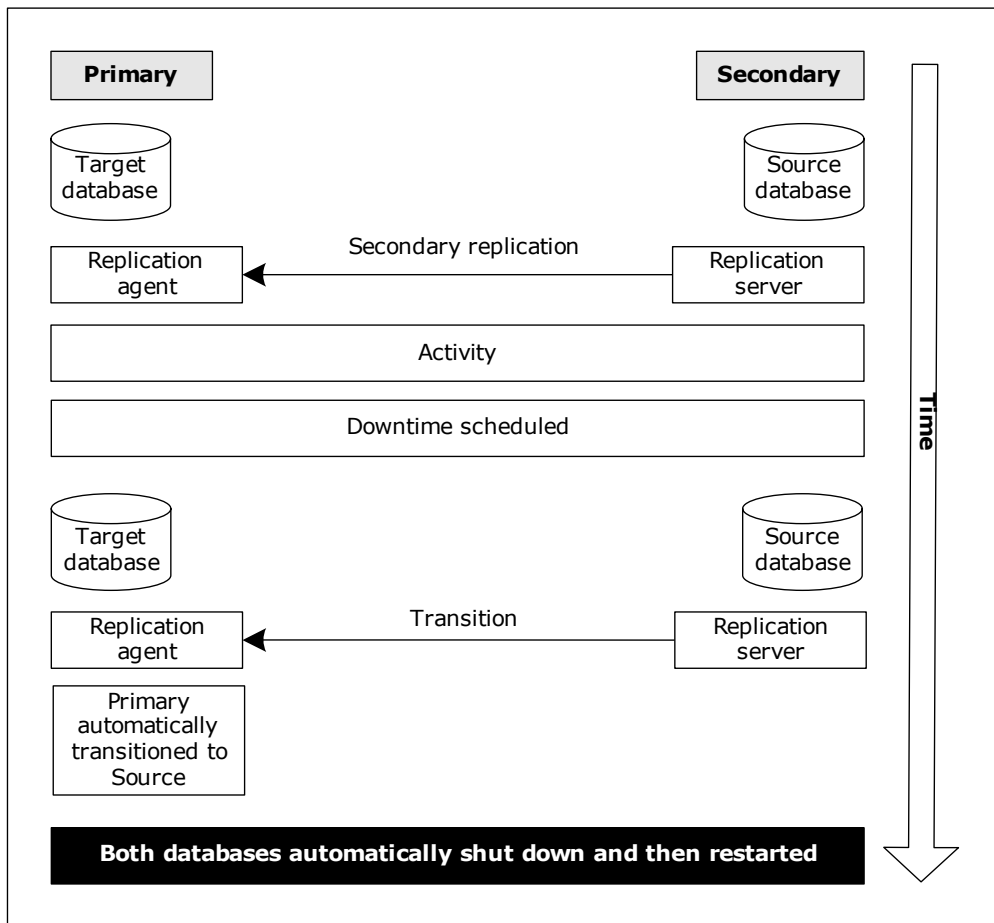 Primary
Secondary
Target
database
Source
database
Secondary replication
Replication
agent
Replication
server
Activity
Downtime scheduled
Time
Target
database
Source
database
Transition
Replication
agent
Replication
server
Primary
automatically
transitioned to
Source
Both databases automatically shut down and then restarted